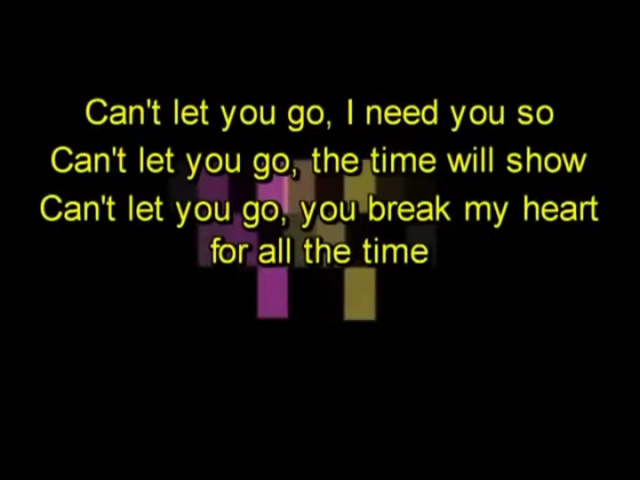 Can't let you go, I need you so
Can't let you go, the time will show
Can't let you go, you break my heart
for all the time